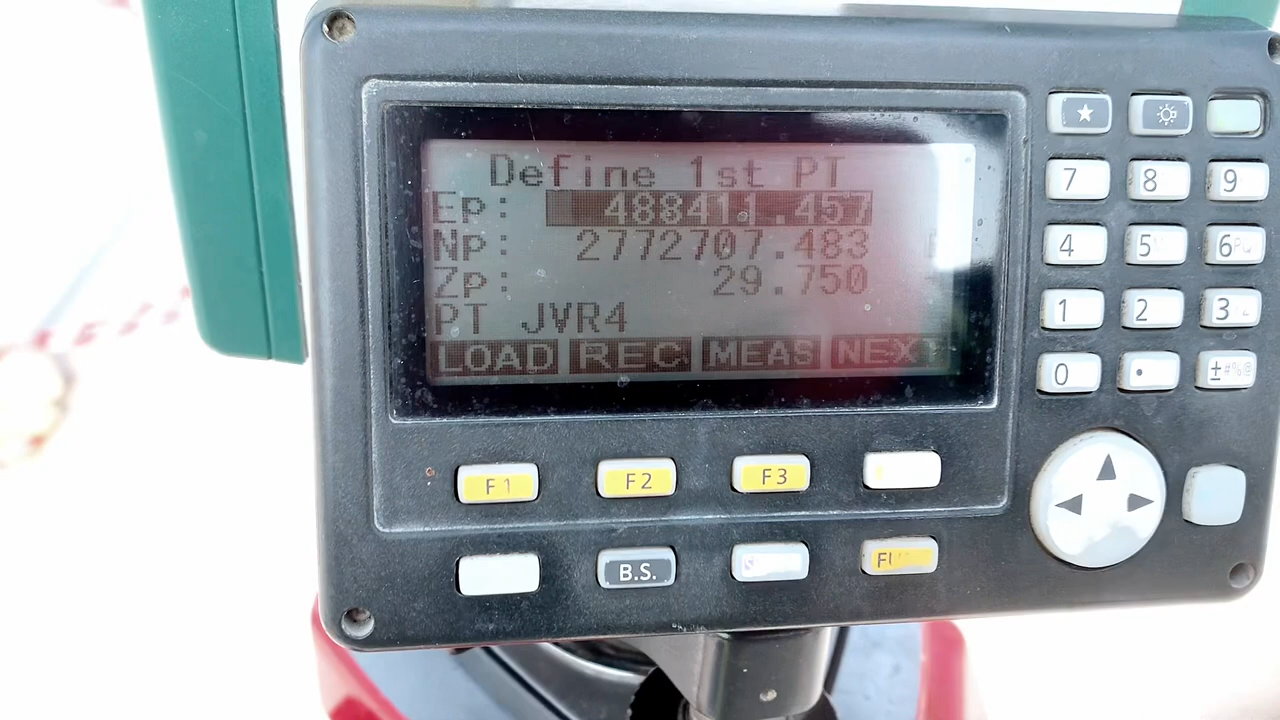 Define 1st PT
Ep: 488411.457
Np: 2772707.483
Zp: 29.750
PT JVR4
LOAD REC MEAS NEXT
★
7 8 9
4 5 6PQ
1 2 3
0 . ±#%@
F1 F2 F3
B.S.